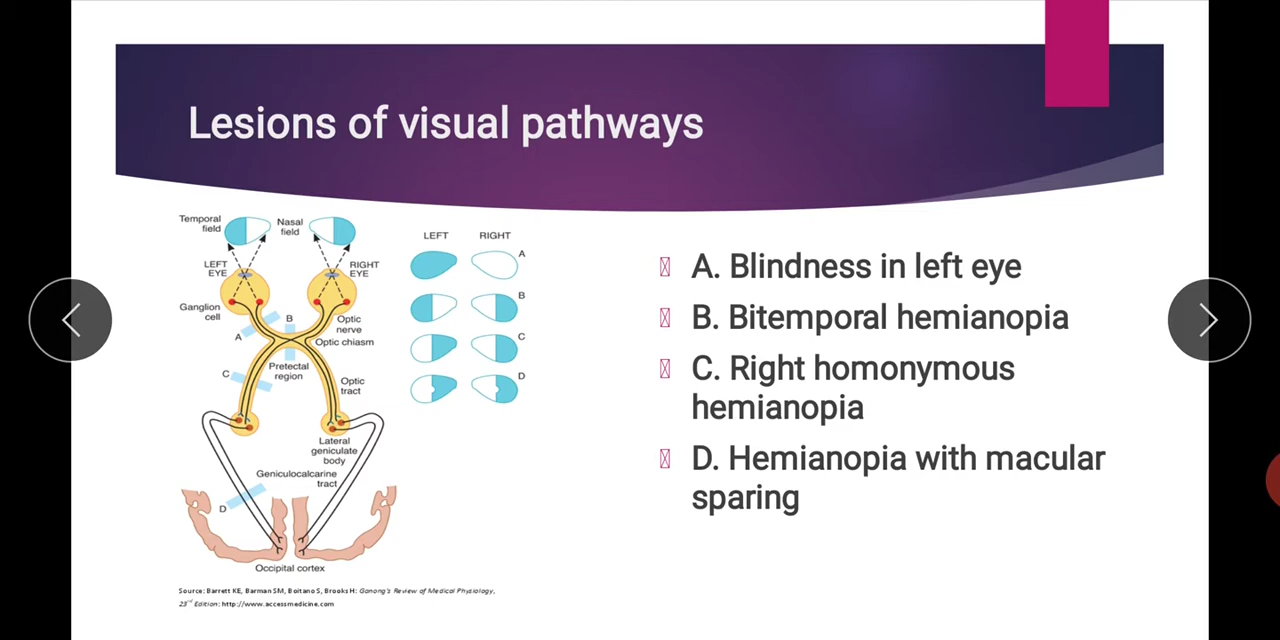 Lesions of visual pathways
Temporal
field
Nasal
field
LEFT
EYE
RIGHT
EYE
Ganglion
cell
A
B
Optic
nerve
Optic chiasm
Pretectal
region
C
Optic
tract
Lateral
geniculate
body
Geniculocalcarine
tract
D
Occipital cortex
LEFT RIGHT
A
B
C
D
A. Blindness in left eye
B. Bitemporal hemianopia
C. Right homonymous
hemianopia
D. Hemianopia with macular
sparing
Source: Barrett KE, Barman SM, Boitano S, Brooks H: Ganong's Review of Medical Physiology,
23rd Edition: http://www.accessmedicine.com